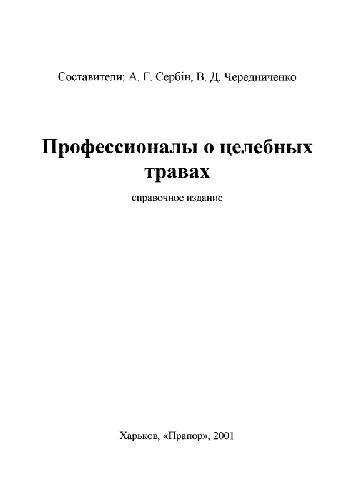 Составители: А. Г. Сербін, В. Д. Чередниченко
Профессионалы о целебных
травах
справочное издание
Харьков, «Прапор», 2001